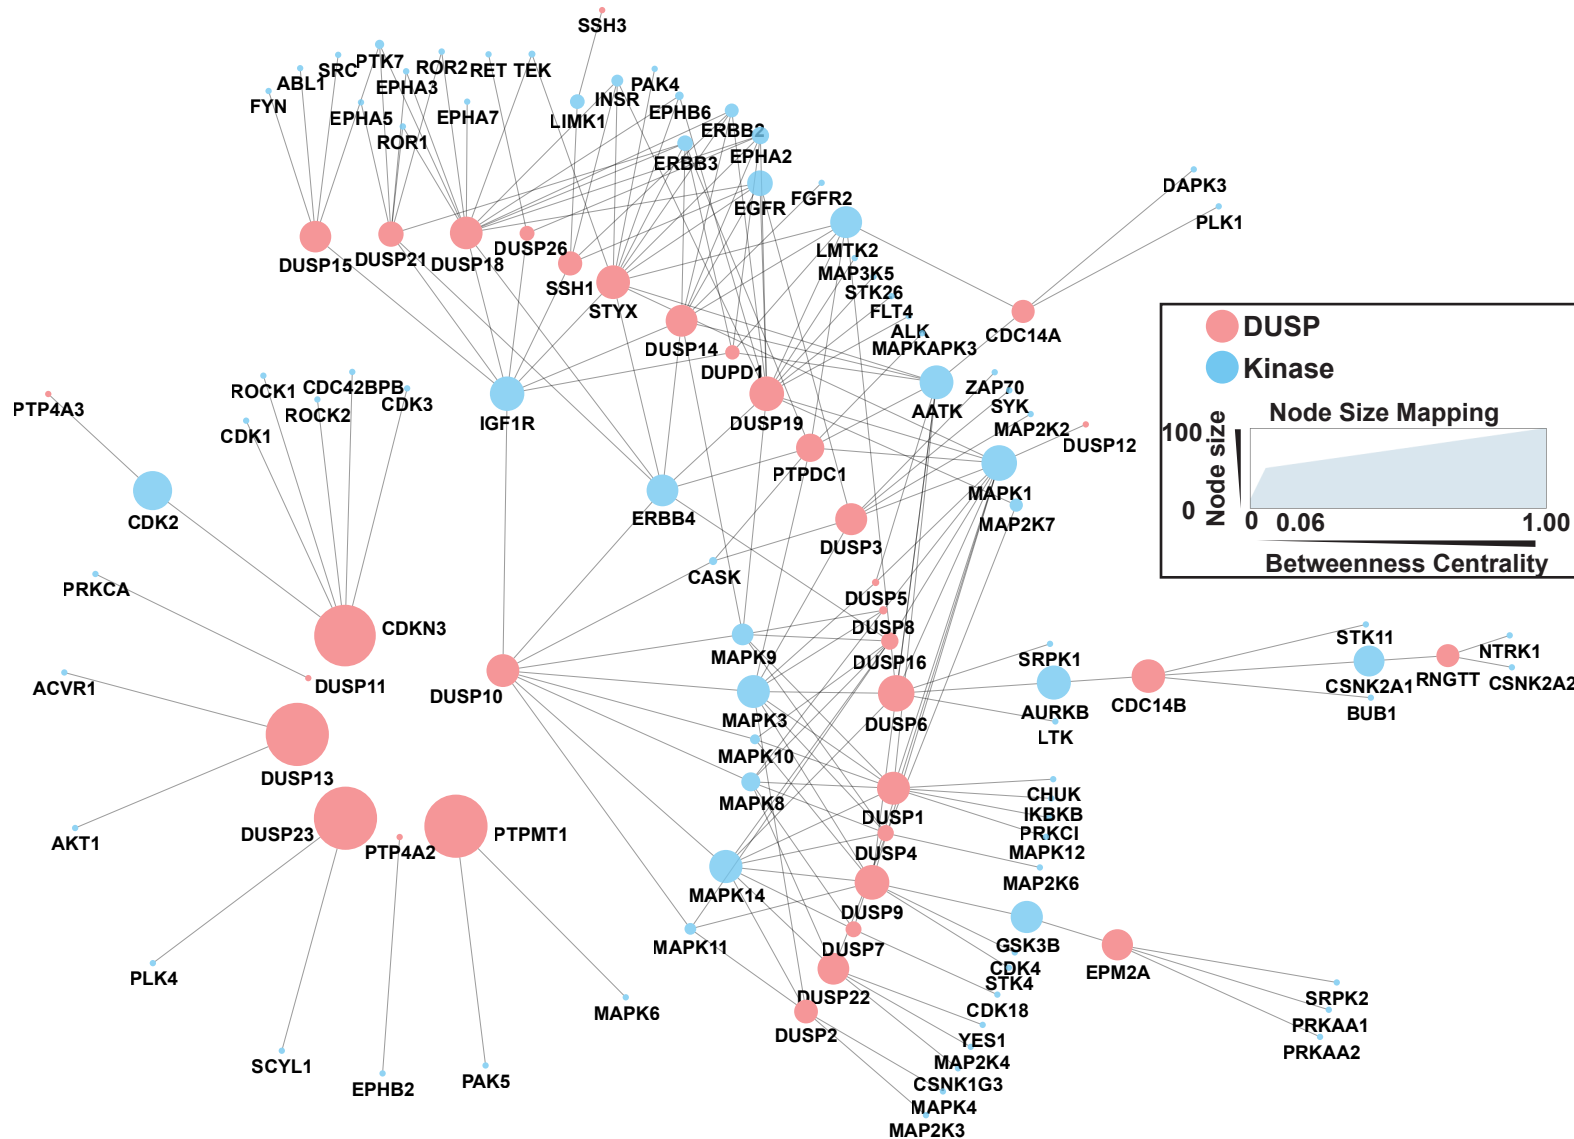 SSH3
PTK7
SRC
ROR2
RET
TEK
ABL1
EPHA3
INSR
PAK4
FYN
EPHA5
EPHA7
LIMK1
EPHB6
ROR1
ERBB2
ERBB3
EPHA2
DAPK3
FGFR2
EGFR
PLK1
DUSP15
DUSP21
DUSP18
DUSP26
LMTK2
SSH1
MAP3K5
STK26
STYX
FLT4
ALK
CDC14A
DUSP14
MAPKAPK3
DUPD1
DUSP
Kinase
ROCK1
CDC42BPB
ZAP70
PTP4A3
ROCK2
CDK3
SYK
AATK
Node Size Mapping
CDK1
IGF1R
DUSP19
MAP2K2
DUSP12
100
Node size
0
0
0.06
1.00
Betweenness Centrality
PTPDC1
MAPK1
CDK2
ERBB4
MAP2K7
DUSP3
CASK
PRKCA
DUSP5
DUSP8
CDKN3
MAPK9
DUSP16
SRPK1
STK11
NTRK1
ACVR1
DUSP11
DUSP10
CSNK2A1
RNGTT
CSNK2A2
MAPK3
DUSP6
AURKB
CDC14B
BUB1
LTK
MAPK10
DUSP13
MAPK8
CHUK
DUSP1
IKBKB
DUSP23
PTPMT1
PRKCI
AKT1
PTP4A2
DUSP4
MAPK12
MAP2K6
MAPK14
DUSP9
MAPK11
DUSP7
GSK3B
CDK4
EPM2A
PLK4
STK4
DUSP22
SRPK2
MAPK6
CDK18
DUSP2
PRKAA1
YES1
PRKAA2
SCYL1
MAP2K4
EPHB2
PAK5
CSNK1G3
MAPK4
MAP2K3